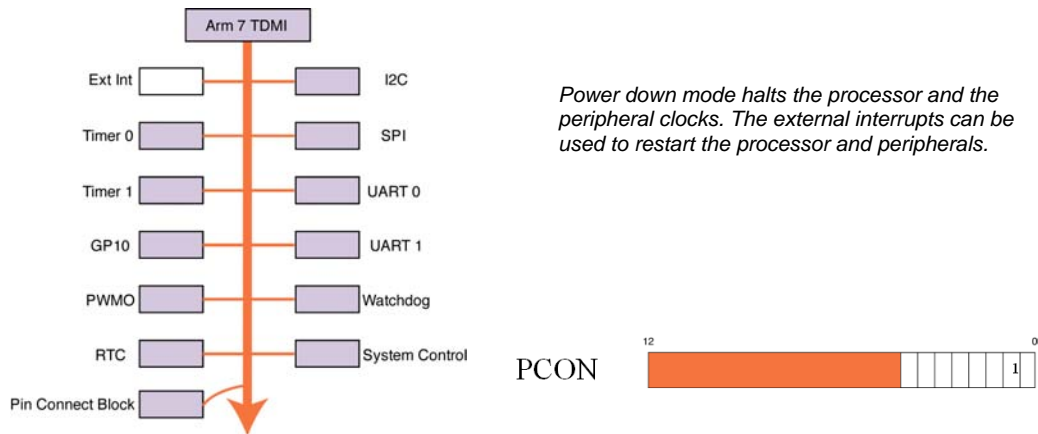 Arm 7 TDMI
Ext Int
I2C
Timer 0
SPI
Timer 1
UART 0
GP10
UART 1
PWMO
Watchdog
RTC
System Control
Pin Connect Block
Power down mode halts the processor and the
peripheral clocks. The external interrupts can be
used to restart the processor and peripherals.
PCON
12
0
1